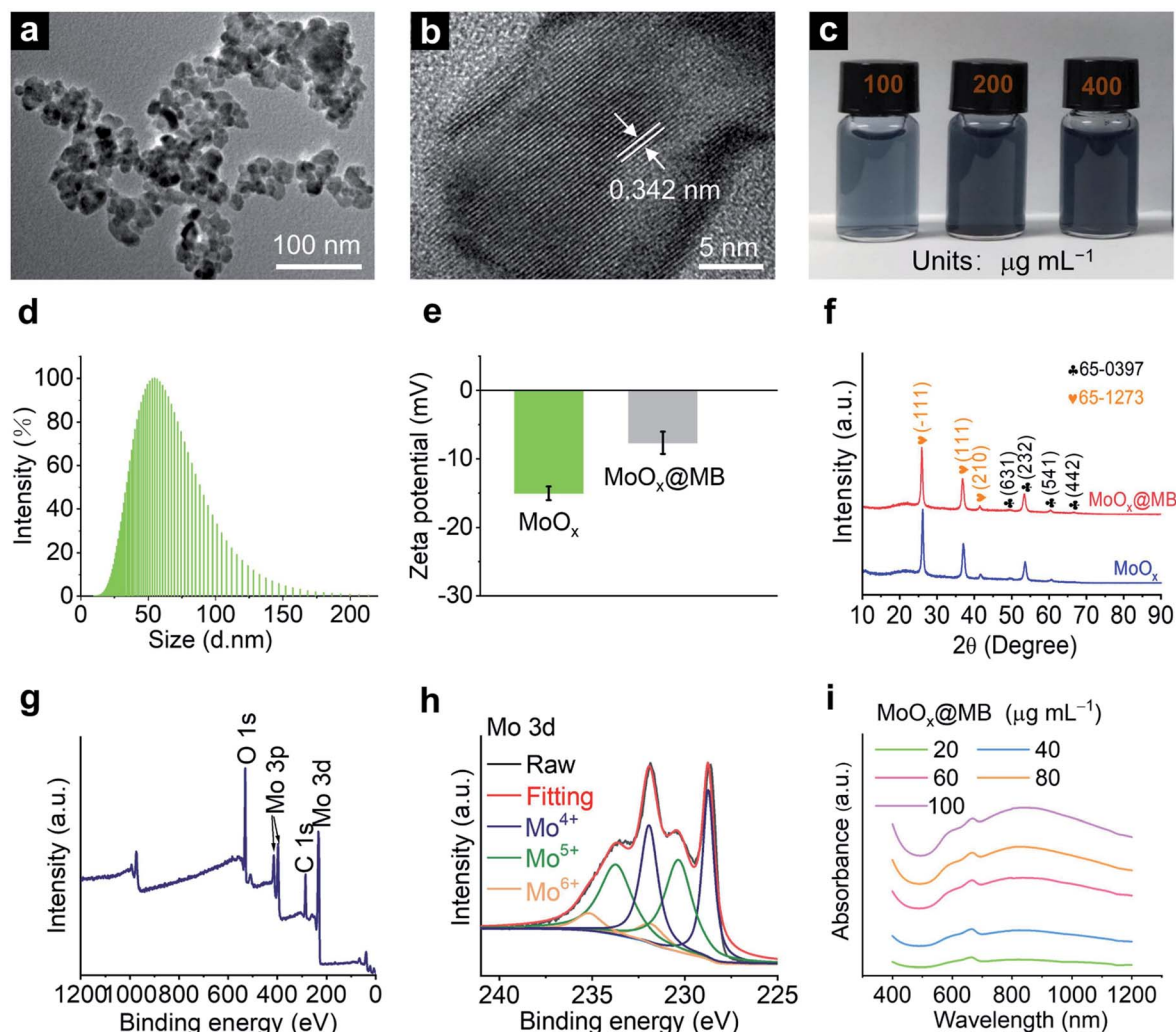 a
100 nm
b
0.342 nm
5 nm
c
100
200
400
Units: μg mL⁻¹
d
Intensity (%)
100
80
60
40
20
0
0
50
100
150
200
Size (d.nm)
e
Zeta potential (mV)
0
-10
-20
-30
MoOₓ
MoOₓ@MB
f
Intensity (a.u.)
♣65-0397
♥65-1273
♥(-111)
♥(111)
♥(210)
♣(631)
♣(232)
♣(541)
♣(442)
MoOₓ@MB
MoOₓ
10 20 30 40 50 60 70 80 90
2θ (Degree)
g
Intensity (a.u.)
O 1s
Mo 3p
C 1s
Mo 3d
1200 1000 800 600 400 200 0
Binding energy (eV)
h
Mo 3d
Raw
Fitting
Mo⁴⁺
Mo⁵⁺
Mo⁶⁺
Intensity (a.u.)
240 235 230 225
Binding energy (eV)
i
MoOₓ@MB (μg mL⁻¹)
20 40
60 80
100
Absorbance (a.u.)
400 600 800 1000 1200
Wavelength (nm)